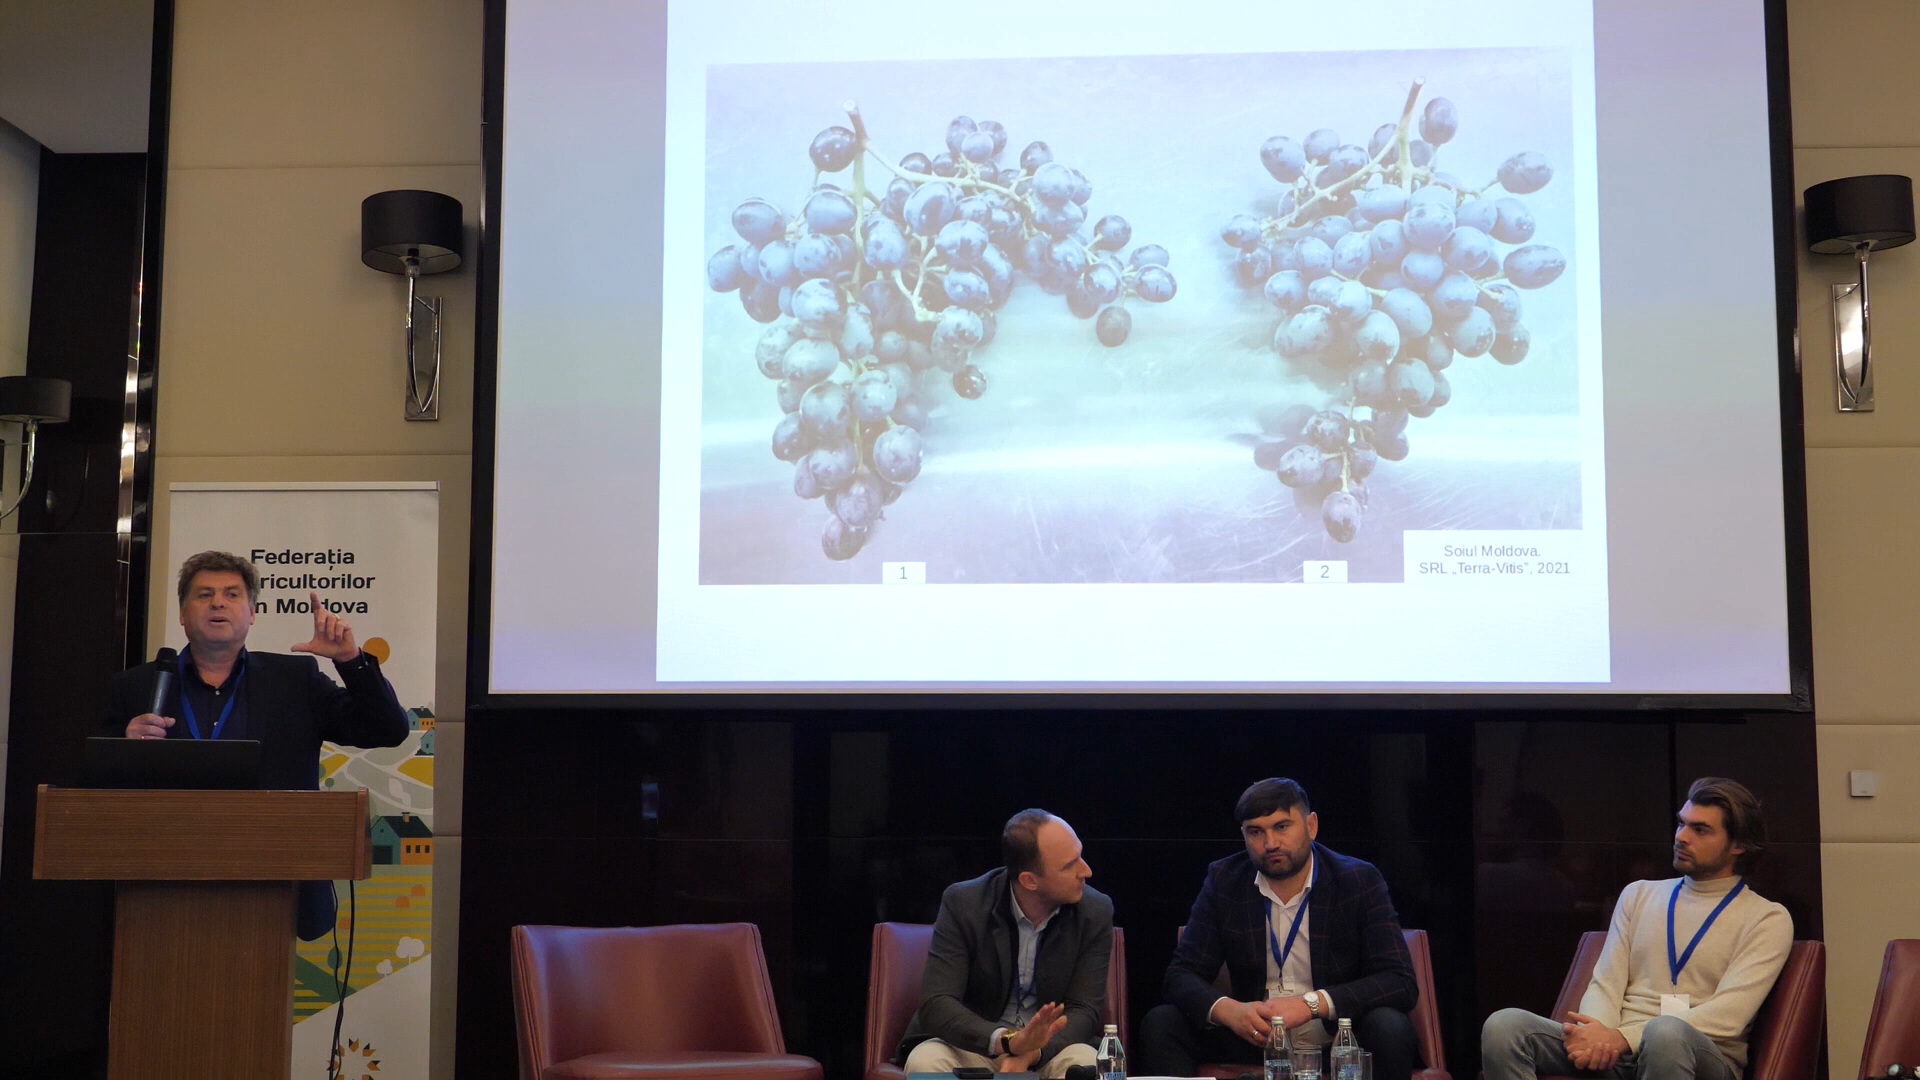 1
2
Soiul Moldova.
SRL „Terra-Vitis", 2021
Federația
ricultorilor
n Moldova